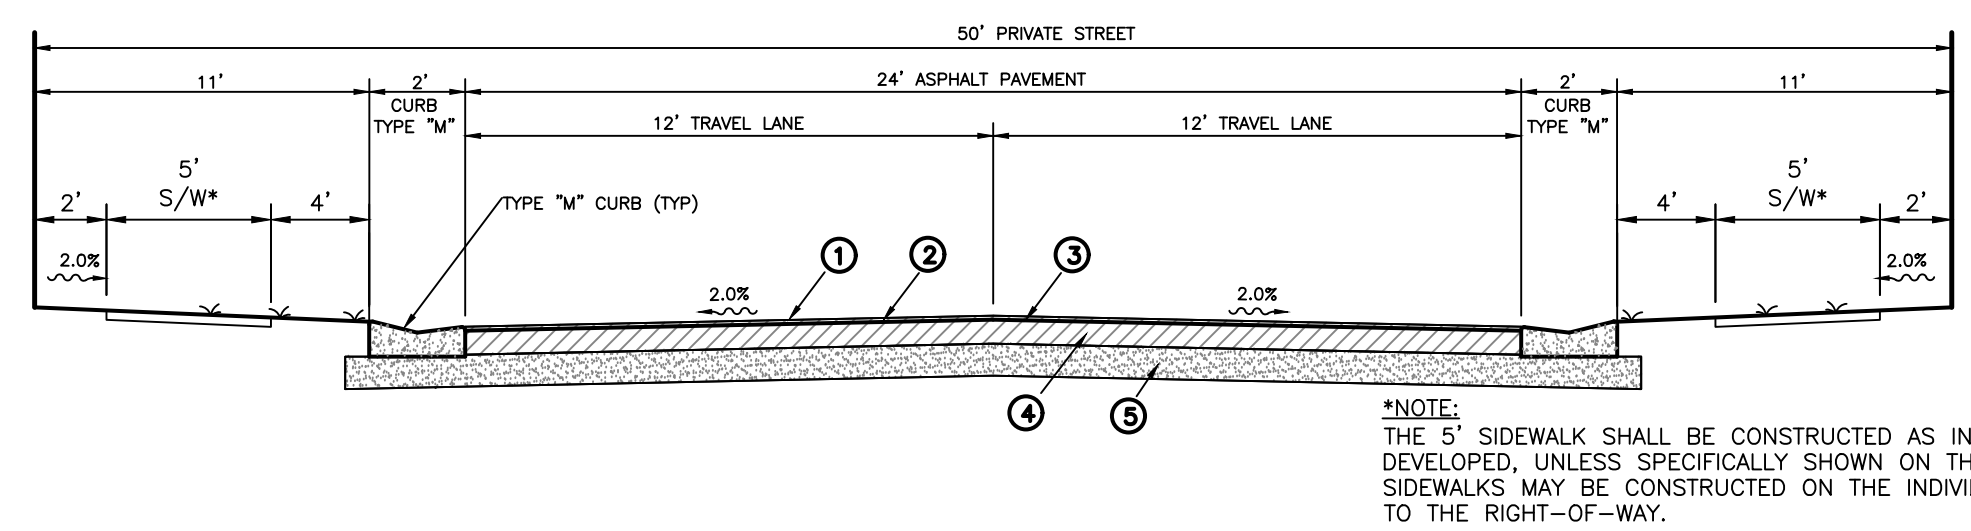 50' PRIVATE STREET
11'
2'
24' ASPHALT PAVEMENT
2'
11'
CURB
TYPE "M"
CURB
TYPE "M"
12' TRAVEL LANE
12' TRAVEL LANE
5'
S/W*
2'
4'
TYPE "M" CURB (TYP)
5'
S/W*
4'
2'
2.0%
1
2
3
2.0%
2.0%
2.0%
4
5
*NOTE:
THE 5' SIDEWALK SHALL BE CONSTRUCTED AS
DEVELOPED, UNLESS SPECIFICALLY SHOWN ON
SIDEWALKS MAY BE CONSTRUCTED ON THE
TO THE RIGHT-OF-WAY.